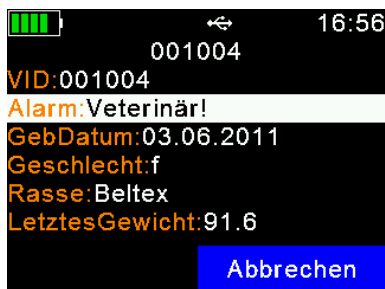 16:56
001004
VID:001004
Alarm:Veterinär!
GebDatum:03.06.2011
Geschlecht:f
Rasse:Beltex
LetztesGewicht:91.6
Abbrechen